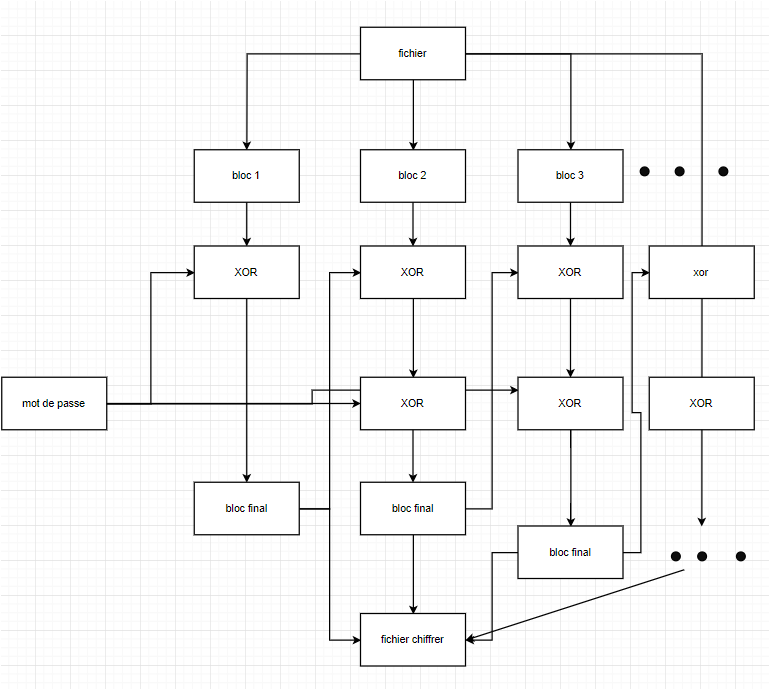 fichier
bloc 1
bloc 2
bloc 3
XOR
XOR
XOR
xor
mot de passe
XOR
XOR
XOR
bloc final
bloc final
bloc final
fichier chiffrer